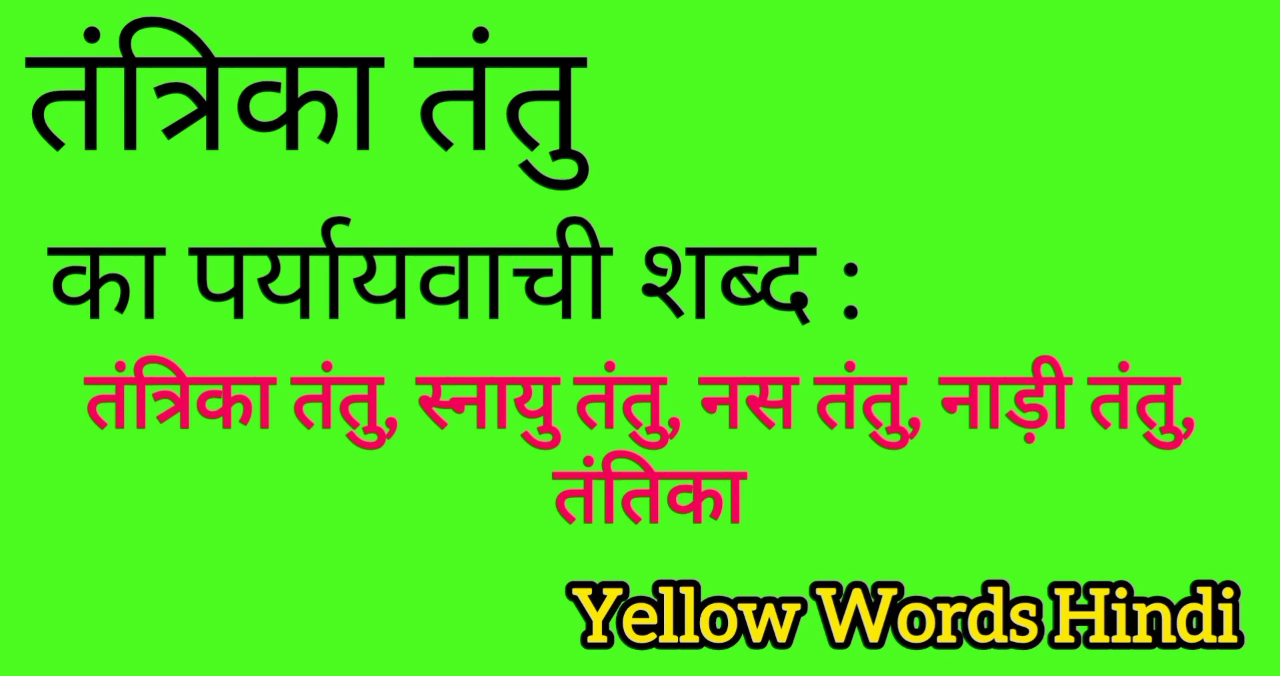 तंत्रिका तंतु
का पर्यायवाची शब्द :
तंत्रिका तंतु, स्नायु तंतु, नस तंतु, नाड़ी तंतु,
तंतिका
Yellow Words Hindi